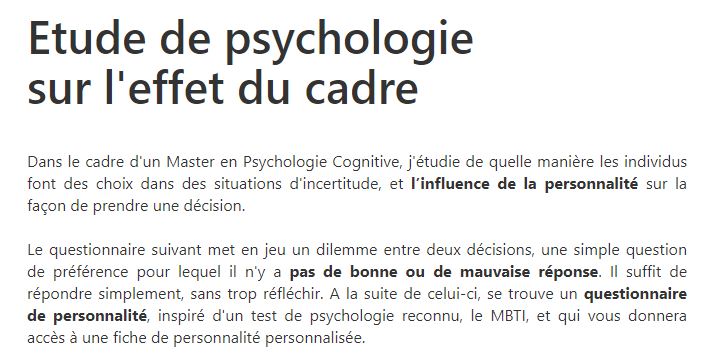 Etude de psychologie
sur l'effet du cadre
Dans le cadre d'un Master en Psychologie Cognitive, j'étudie de quelle manière les individus
font des choix dans des situations d'incertitude, et l’influence de la personnalité sur la
façon de prendre une décision.
Le questionnaire suivant met en jeu un dilemme entre deux décisions, une simple question
de préférence pour lequel il n'y a pas de bonne ou de mauvaise réponse. Il suffit de
répondre simplement, sans trop réfléchir. A la suite de celui-ci, se trouve un questionnaire
de personnalité, inspiré d'un test de psychologie reconnu, le MBTI, et qui vous donnera
accès à une fiche de personnalité personnalisée.